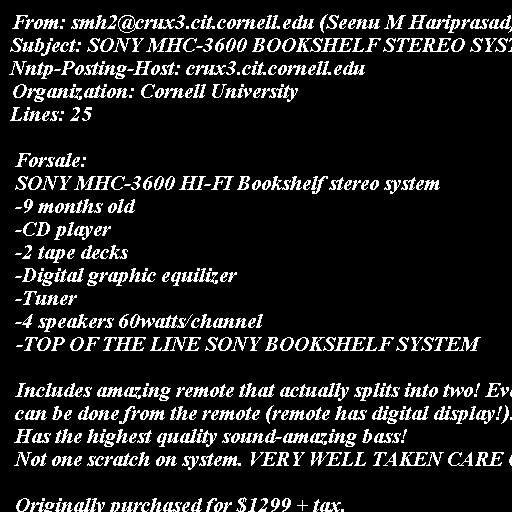 From: smh2@crux3.cit.cornell.edu (Seenu M Hariprasad)
Subject: SONY MHC-3600 BOOKSHELF STEREO
Nntp-Posting-Host: crux3.cit.cornell.edu
Organization: Cornell University
Lines: 25
Forsale:
SONY MHC-3600 HI-FI Bookshelf stereo system
-9 months old
-CD player
-2 tape decks
-Digital graphic equilizer
-Tuner
-4 speakers 60watts/channel
-TOP OF THE LINE SONY BOOKSHELF SYSTEM
Includes amazing remote that actually splits into two!
can be done from the remote (remote has digital display!).
Has the highest quality sound-amazing bass!
Not one scratch on system. VERY WELL TAKEN CARE
Originally purchased for $1299 + tax.